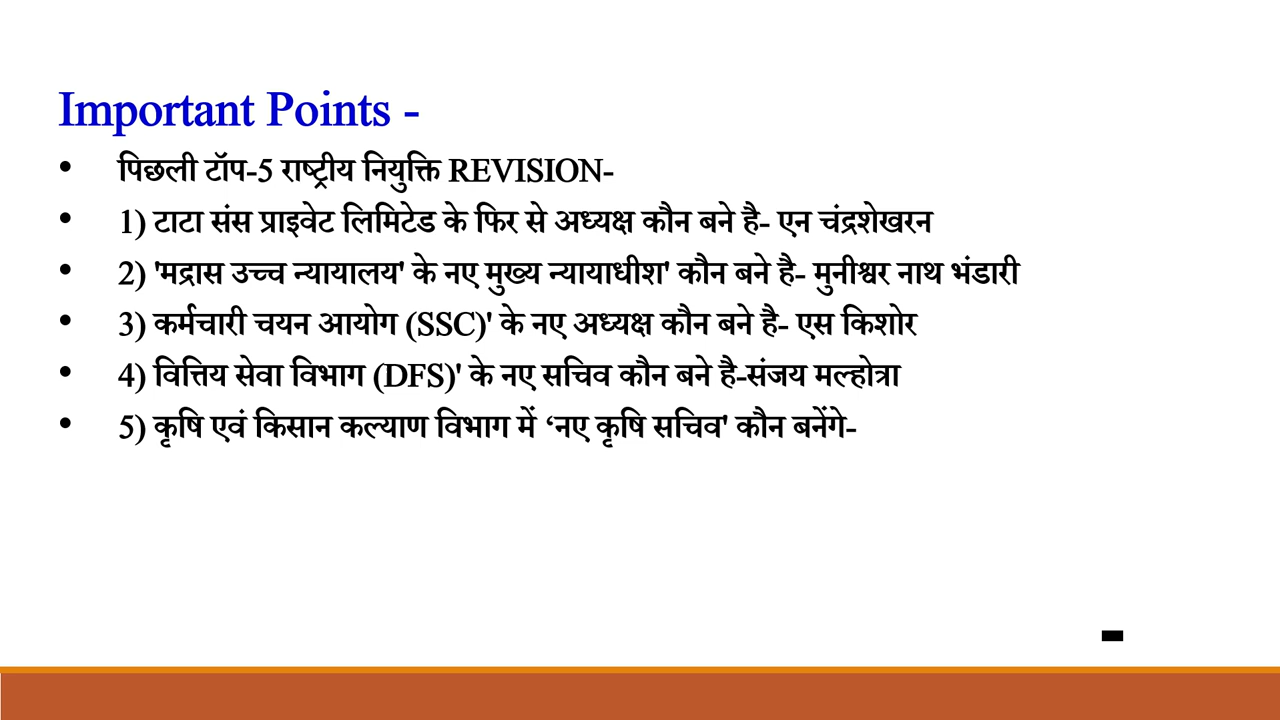 Important Points -
• पिछली टॉप-5 राष्ट्रीय नियुक्ति REVISION-
• 1) टाटा संस प्राइवेट लिमिटेड के फिर से अध्यक्ष कौन बने है- एन चंद्रशेखरन
• 2) 'मद्रास उच्च न्यायालय' के नए मुख्य न्यायाधीश' कौन बने है- मुनीश्वर नाथ भंडारी
• 3) कर्मचारी चयन आयोग (SSC)' के नए अध्यक्ष कौन बने है- एस किशोर
• 4) वित्तिय सेवा विभाग (DFS)' के नए सचिव कौन बने है-संजय मल्होत्रा
• 5) कृषि एवं किसान कल्याण विभाग में ‘नए कृषि सचिव' कौन बनेंगे-